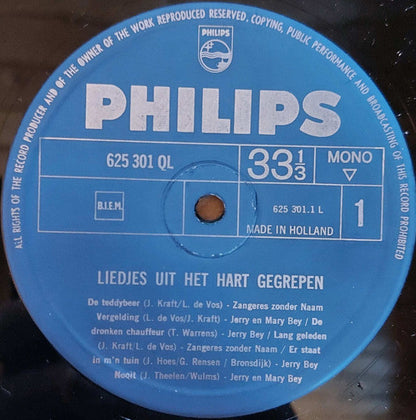 ALL RIGHTS OF THE RECORD PRODUCER AND OF THE OWNER OF THE WORK REPRODUCED RESERVED. COPYING, PUBLIC PERFORMANCE AND BROADCASTING OF THIS RECORD PROHIBITED
PHILIPS
PHILIPS
625 301 QL
33 1/3
MONO
▽
B.I.E.M.
625 301.1 L
MADE IN HOLLAND
1
LIEDJES UIT HET HART GEGREPEN
De teddybeer (J. Kraft/L. de Vos) - Zangeres zonder Naam
Vergelding (L. de Vos/J. Kraft) - Jerry en Mary Bey / De
dronken chauffeur (T. Warrens) - Jerry Bey / Lang geleden
(J. Kraft/L. de Vos) - Zangeres zonder Naam / Er staat
in m'n tuin (J. Hoes/G. Rensen / Bronsdijk) - Jerry Bey
Nooit (J. Theelen/Wulms) - Jerry en Mary Bey